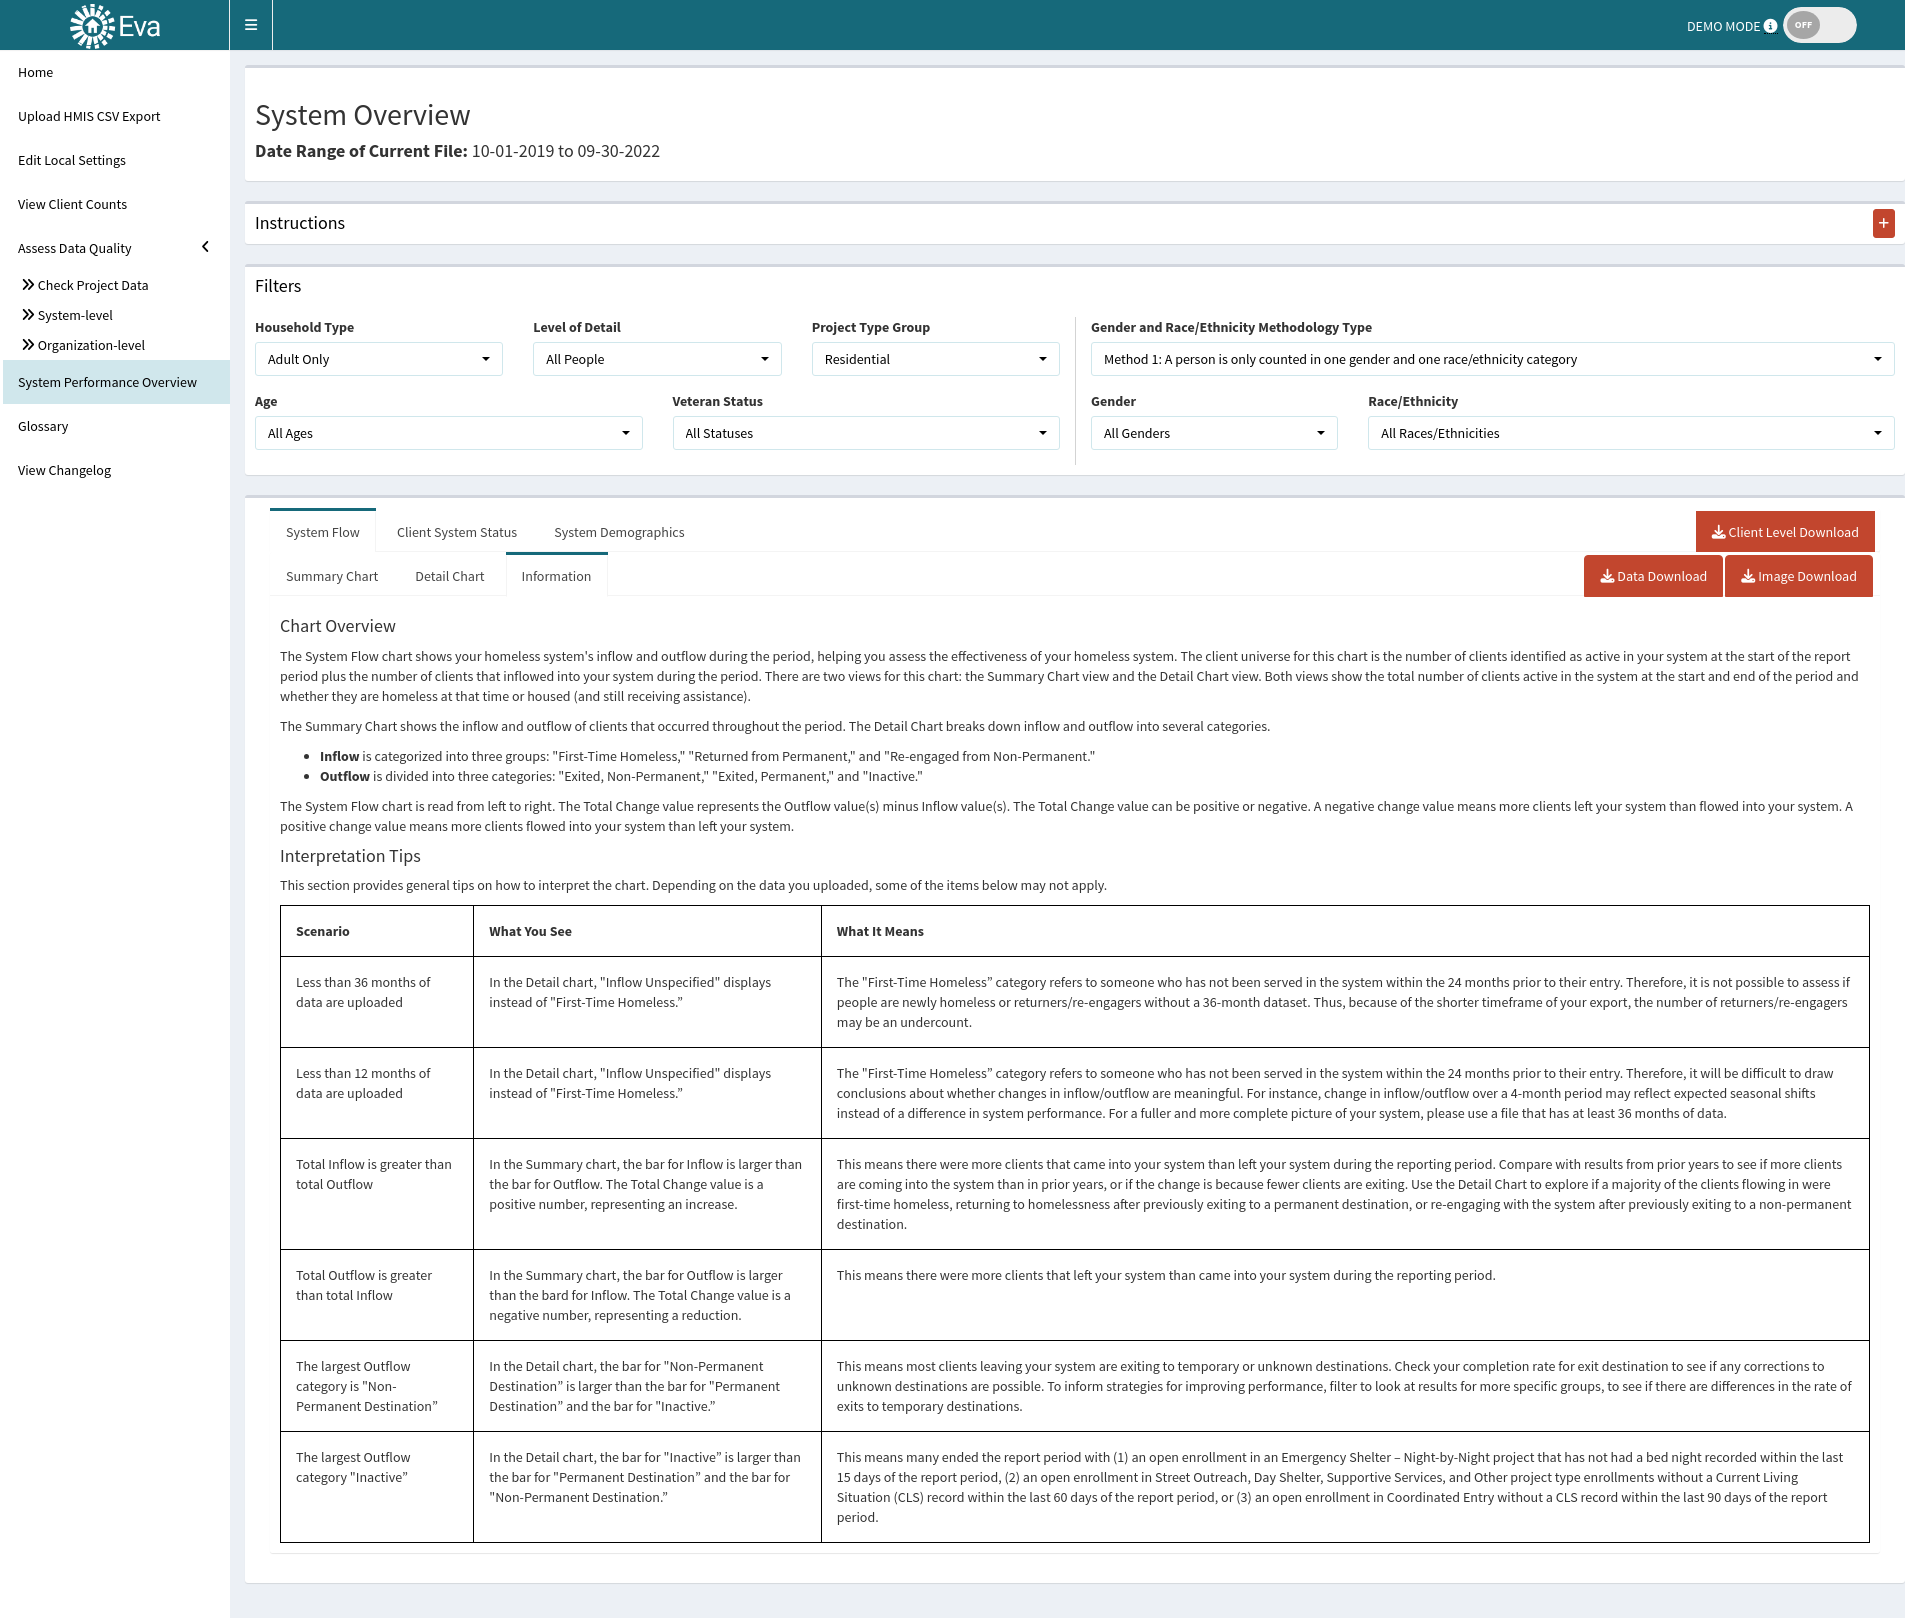 Eva
DEMO MODE
OFF
Home
Upload HMIS CSV Export
Edit Local Settings
View Client Counts
Assess Data Quality
Check Project Data
System-level
Organization-level
System Performance Overview
Glossary
View Changelog
System Overview
Date Range of Current File: 10-01-2019 to 09-30-2022
Instructions
+
Filters
Household Type
Level of Detail
Project Type Group
Gender and Race/Ethnicity Methodology Type
Adult Only
All People
Residential
Method 1: A person is only counted in one gender and one race/ethnicity category
Age
Veteran Status
Gender
Race/Ethnicity
All Ages
All Statuses
All Genders
All Races/Ethnicities
System Flow
Client System Status
System Demographics
Client Level Download
Summary Chart
Detail Chart
Information
Data Download
Image Download
Chart Overview
The System Flow chart shows your homeless system's inflow and outflow during the period, helping you assess the effectiveness of your homeless system. The client universe for this chart is the number of clients identified as active in your system at the start of the report
period plus the number of clients that inflowed into your system during the period. There are two views for this chart: the Summary Chart view and the Detail Chart view. Both views show the total number of clients active in the system at the start and end of the period and
whether they are homeless at that time or housed (and still receiving assistance).
The Summary Chart shows the inflow and outflow of clients that occurred throughout the period. The Detail Chart breaks down inflow and outflow into several categories.
• Inflow is categorized into three groups: "First-Time Homeless," "Returned from Permanent," and "Re-engaged from Non-Permanent."
• Outflow is divided into three categories: "Exited, Non-Permanent," "Exited, Permanent," and "Inactive."
The System Flow chart is read from left to right. The Total Change value represents the Outflow value(s) minus Inflow value(s). The Total Change value can be positive or negative. A negative change value means more clients left your system than flowed into your system. A
positive change value means more clients flowed into your system than left your system.
Interpretation Tips
This section provides general tips on how to interpret the chart. Depending on the data you uploaded, some of the items below may not apply.
Scenario
What You See
What It Means
Less than 36 months of
data are uploaded
In the Detail chart, "Inflow Unspecified" displays
instead of "First-Time Homeless.”
The "First-Time Homeless” category refers to someone who has not been served in the system within the 24 months prior to their entry. Therefore, it is not possible to assess if
people are newly homeless or returners/re-engagers without a 36-month dataset. Thus, because of the shorter timeframe of your export, the number of returners/re-engagers
may be an undercount.
Less than 12 months of
data are uploaded
In the Detail chart, "Inflow Unspecified" displays
instead of "First-Time Homeless.”
The "First-Time Homeless” category refers to someone who has not been served in the system within the 24 months prior to their entry. Therefore, it will be difficult to draw
conclusions about whether changes in inflow/outflow are meaningful. For instance, change in inflow/outflow over a 4-month period may reflect expected seasonal shifts
instead of a difference in system performance. For a fuller and more complete picture of your system, please use a file that has at least 36 months of data.
Total Inflow is greater than
total Outflow
In the Summary chart, the bar for Inflow is larger than
the bar for Outflow. The Total Change value is a
positive number, representing an increase.
This means there were more clients that came into your system than left your system during the reporting period. Compare with results from prior years to see if more clients
are coming into the system than in prior years, or if the change is because fewer clients are exiting. Use the Detail Chart to explore if a majority of the clients flowing in were
first-time homeless, returning to homelessness after previously exiting to a permanent destination, or re-engaging with the system after previously exiting to a non-permanent
destination.
Total Outflow is greater
than total Inflow
In the Summary chart, the bar for Outflow is larger
than the bard for Inflow. The Total Change value is a
negative number, representing a reduction.
This means there were more clients that left your system than came into your system during the reporting period.
The largest Outflow
category is "Non-
Permanent Destination”
In the Detail chart, the bar for "Non-Permanent
Destination” is larger than the bar for "Permanent
Destination” and the bar for "Inactive.”
This means most clients leaving your system are exiting to temporary or unknown destinations. Check your completion rate for exit destination to see if any corrections to
unknown destinations are possible. To inform strategies for improving performance, filter to look at results for more specific groups, to see if there are differences in the rate of
exits to temporary destinations.
The largest Outflow
category "Inactive”
In the Detail chart, the bar for "Inactive” is larger than
the bar for "Permanent Destination” and the bar for
"Non-Permanent Destination.”
This means many ended the report period with (1) an open enrollment in an Emergency Shelter – Night-by-Night project that has not had a bed night recorded within the last
15 days of the report period, (2) an open enrollment in Street Outreach, Day Shelter, Supportive Services, and Other project type enrollments without a Current Living
Situation (CLS) record within the last 60 days of the report period, or (3) an open enrollment in Coordinated Entry without a CLS record within the last 90 days of the report
period.